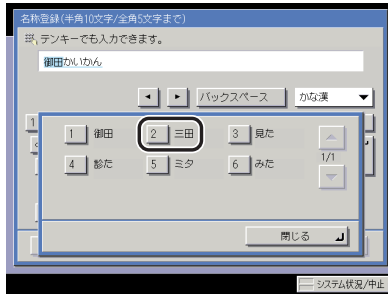 名称登録(半角10文字/全角5文字まで)
テンキーでも入力できます。
御田かいかん
◄ ► バックスペース かな漢 ▼
1
1 御田 2 三田 3 見た
1/1
4 診た 5 ミタ 6 みた
閉じる
システム状況/中止